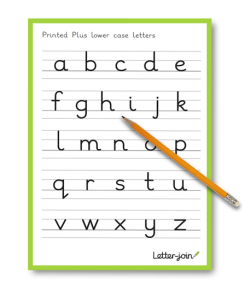 Printed Plus lower case letters
a b c d e
f g h i j k
l m n o p
q r s t u
v w x y z
Letter-join